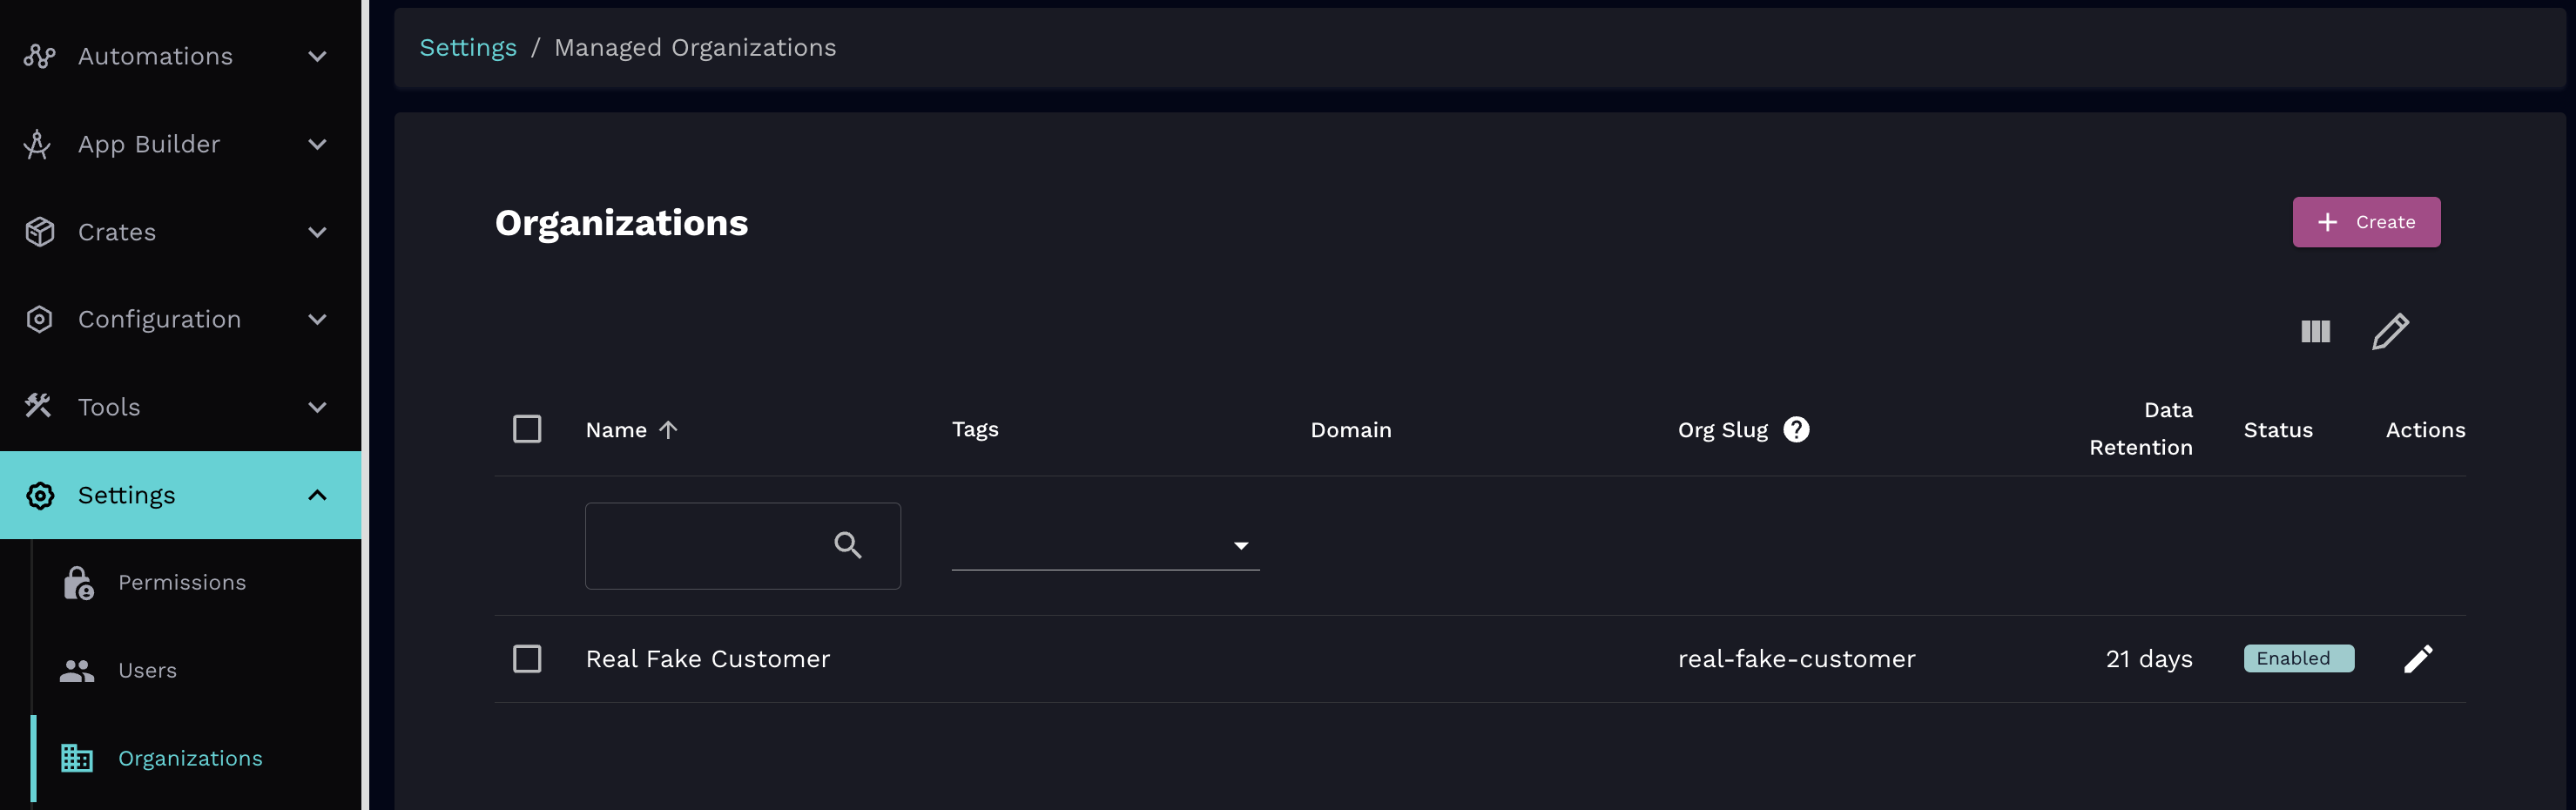 Automations
App Builder
Crates
Configuration
Tools
Settings
Permissions
Users
Organizations
Settings / Managed Organizations
Organizations
+ Create
Name ↑ Tags Domain Org Slug ? Data Retention Status Actions
Real Fake Customer real-fake-customer 21 days Enabled